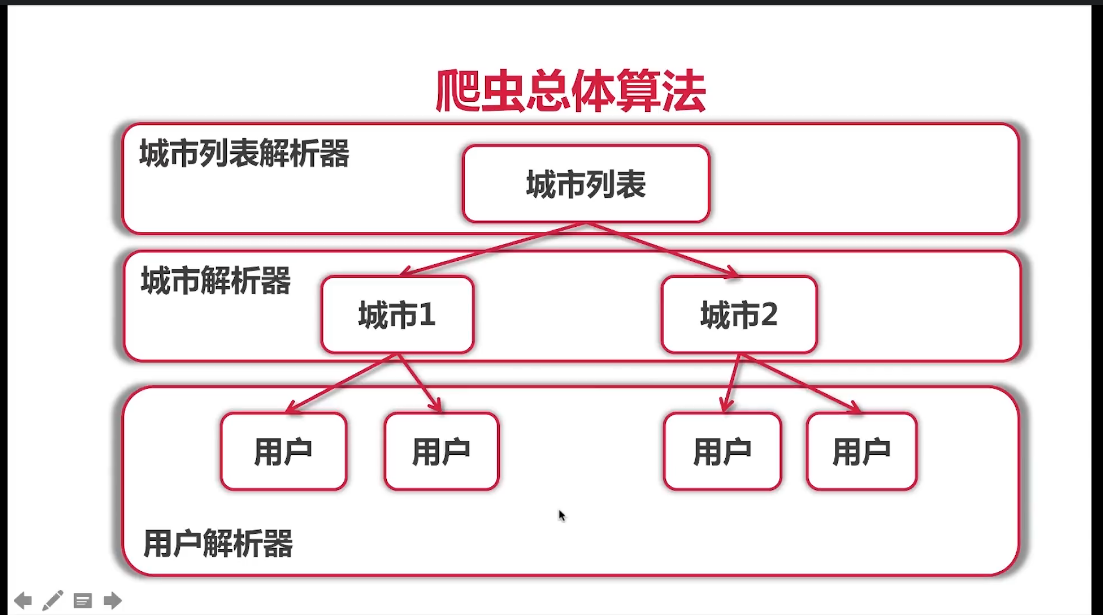 爬虫总体算法
城市列表解析器
城市列表
城市解析器
城市1
城市2
用户
用户
用户
用户
用户解析器